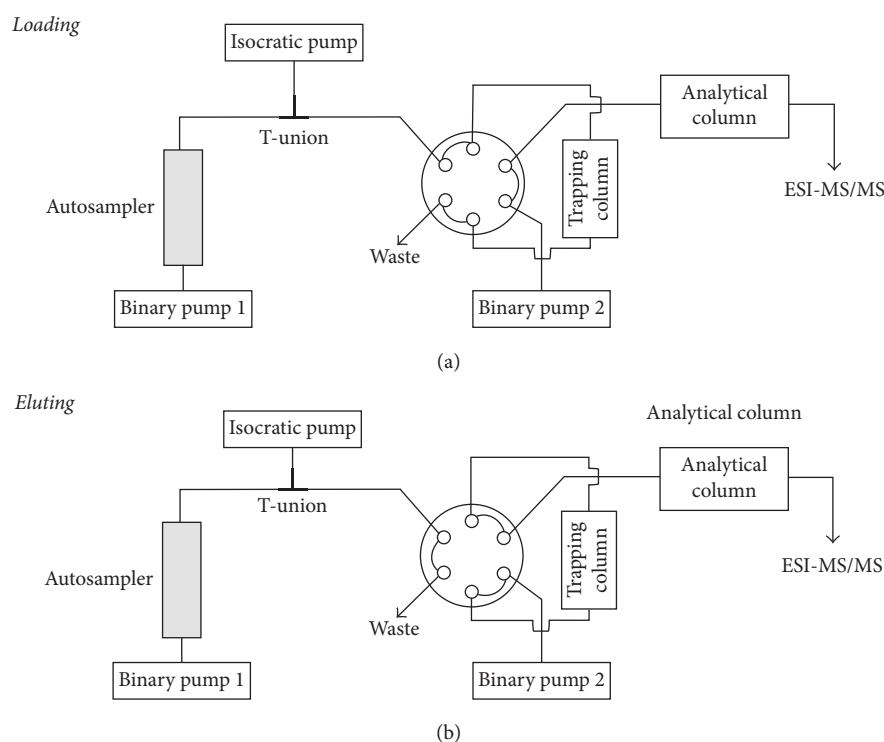 Loading
Isocratic pump
T-union
Autosampler
Binary pump 1
Waste
Trapping
column
Binary pump 2
Analytical
column
ESI-MS/MS
(a)
Eluting
Isocratic pump
T-union
Autosampler
Binary pump 1
Waste
Trapping
column
Binary pump 2
Analytical column
Analytical
column
ESI-MS/MS
(b)